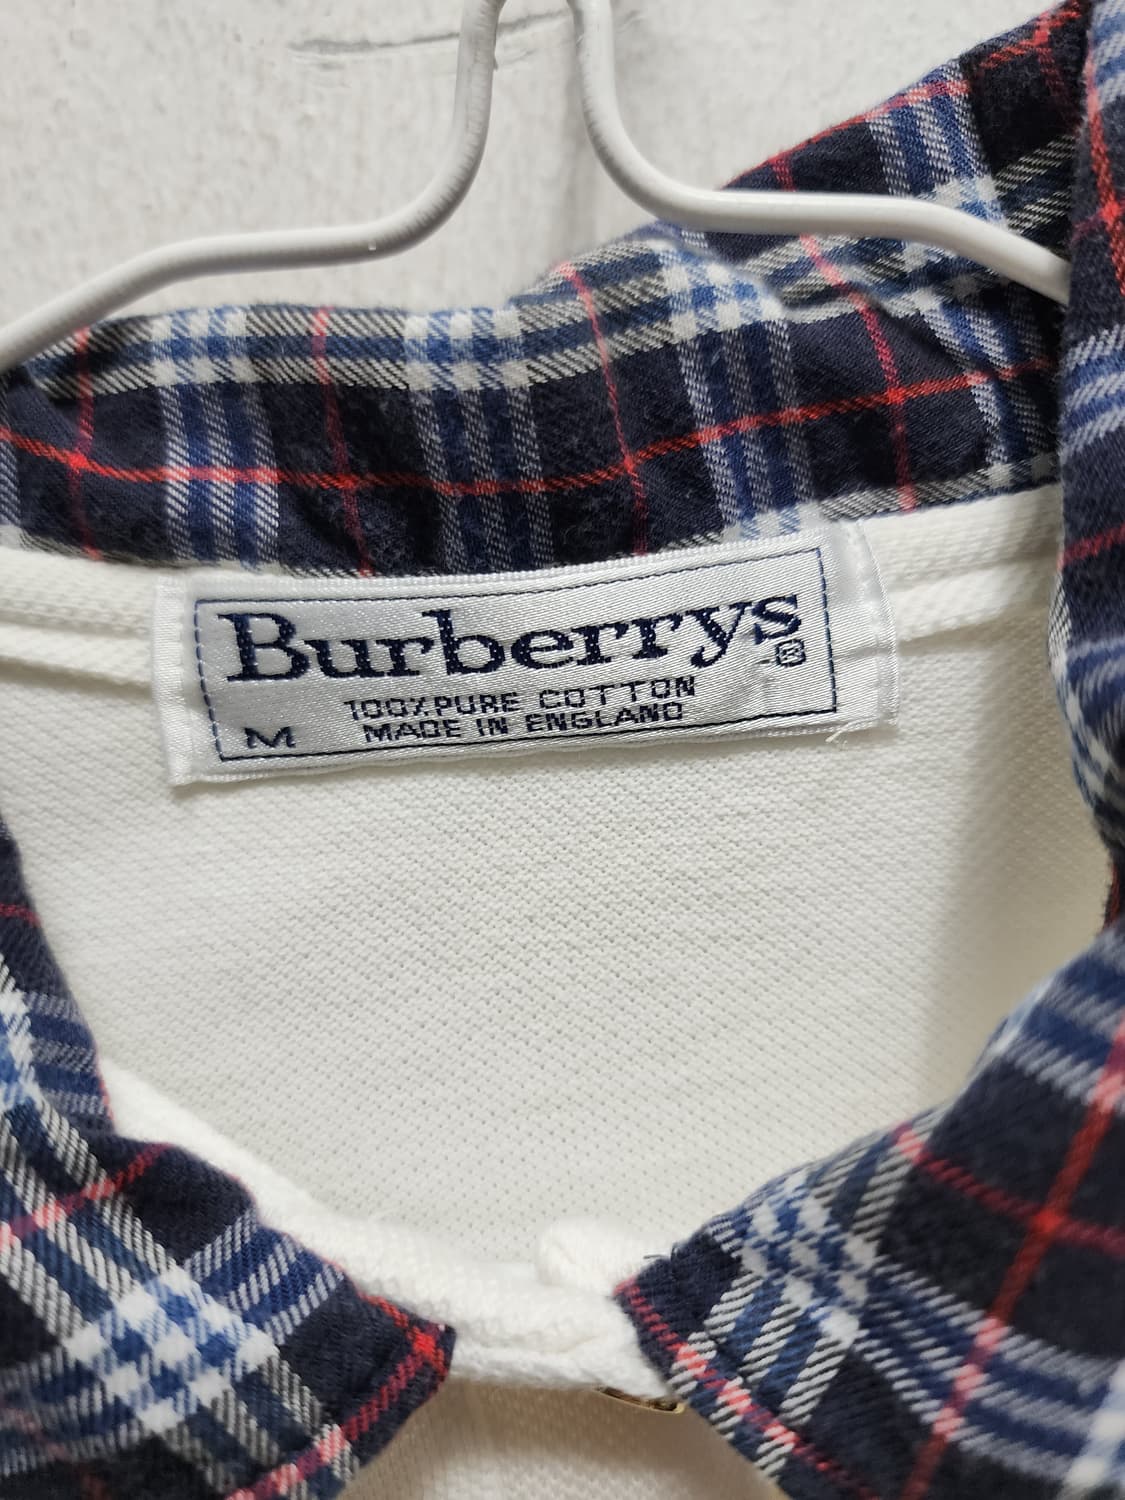 Burberrys®
100% PURE COTTON
M MADE IN ENGLAND